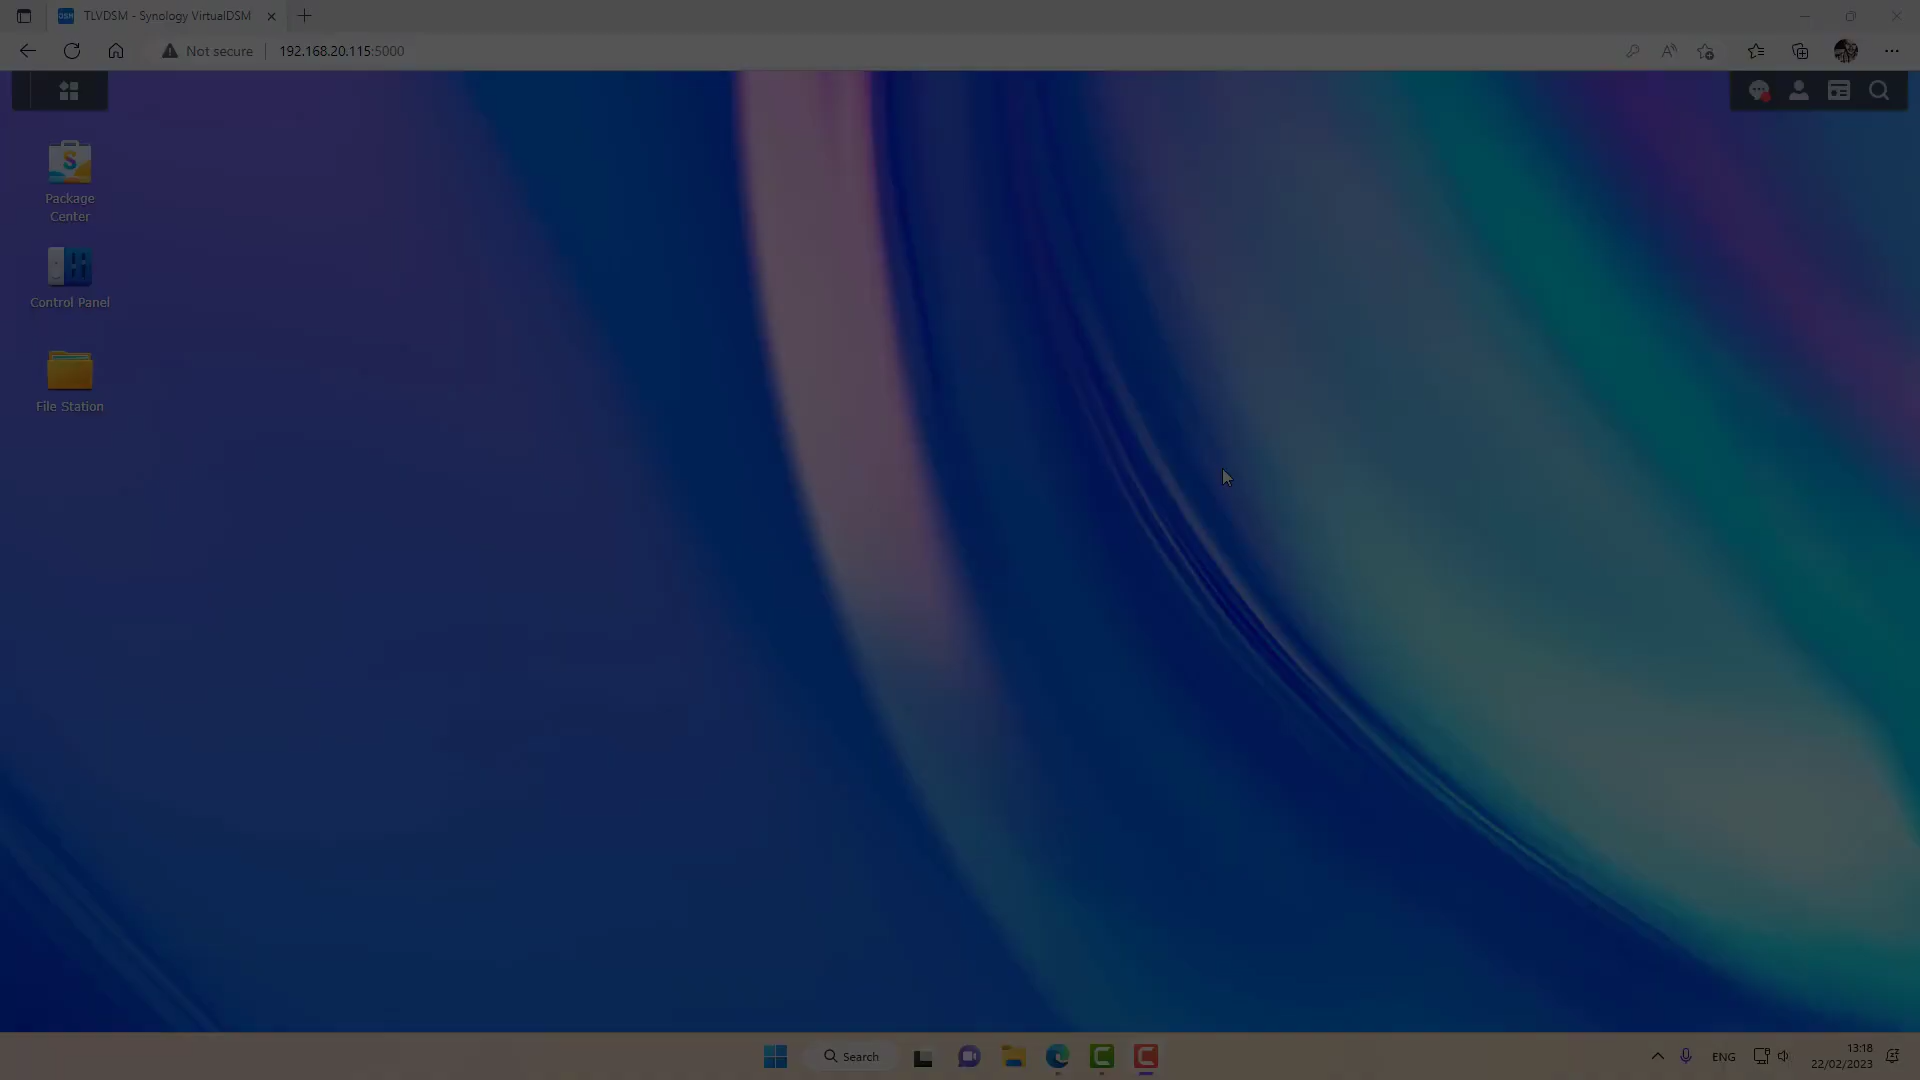 TLVDSM - Synology VirtualDSM
Not secure
192.168.20.115:5000
Package
Center
Control Panel
File Station
Search
ENG
13:18
22/02/2023